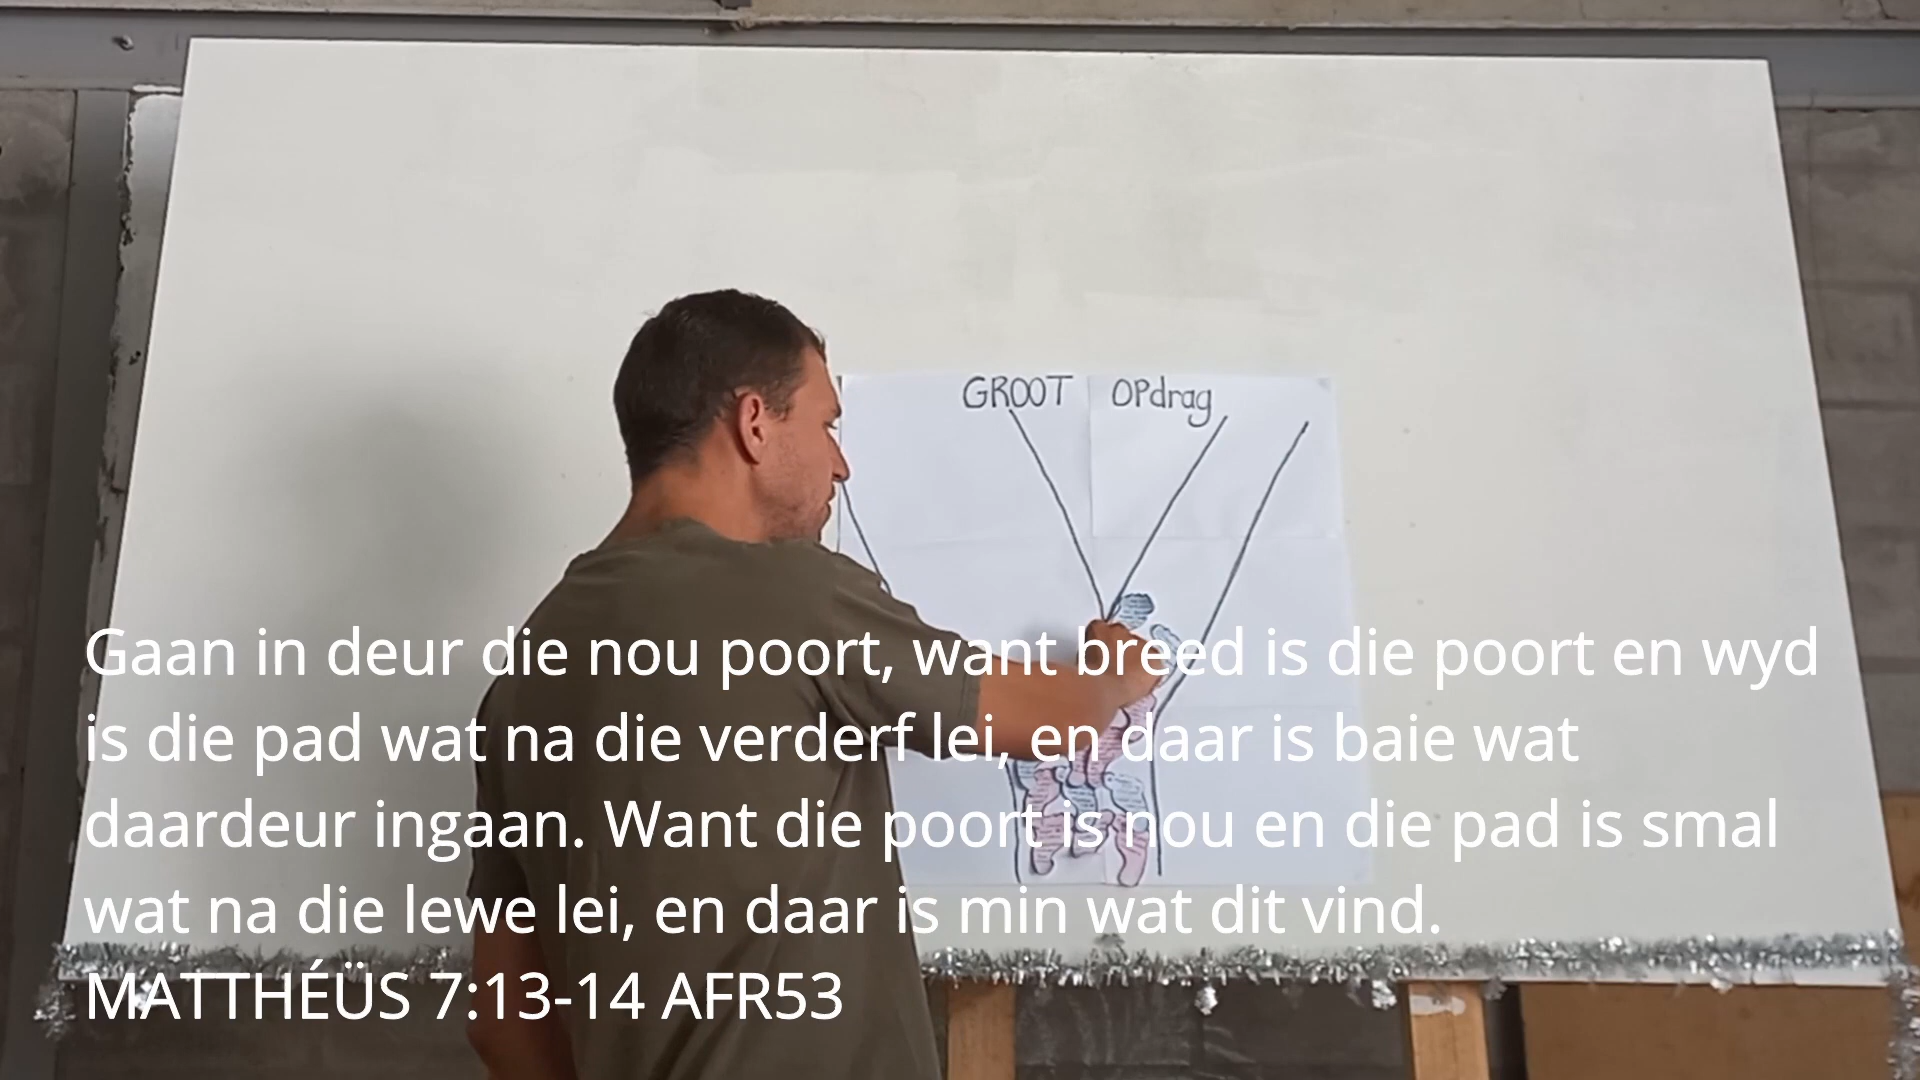 GROOT OPdrag
Gaan in deur die nou poort, want breed is die poort en wyd
is die pad wat na die verderf lei, en daar is baie wat
daardeur ingaan. Want die poort is nou en die pad is smal
wat na die lewe lei, en daar is min wat dit vind.
MATTHÉÜS 7:13-14 AFR53